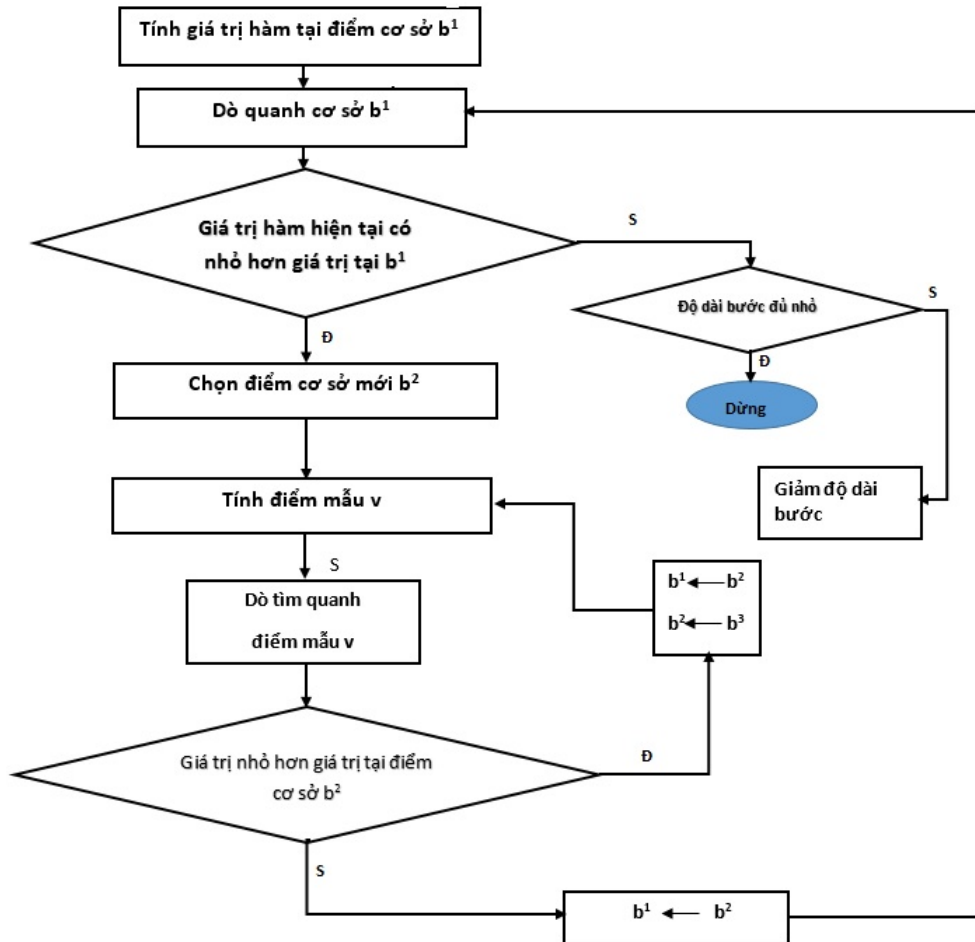 Tính giá trị hàm tại điểm cơ sở b¹
Dò quanh cơ sở b¹
Giá trị hàm hiện tại có
nhỏ hơn giá trị tại b¹
S
Độ dài bước đủ nhỏ
S
Đ
Đ
Chọn điểm cơ sở mới b²
Dừng
Tính điểm mẫu v
Giảm độ dài
bước
S
Dò tìm quanh
điểm mẫu v
b¹ ← b²
b² ← b³
Giá trị nhỏ hơn giá trị tại điểm
cơ sở b²
Đ
S
b¹ ← b²